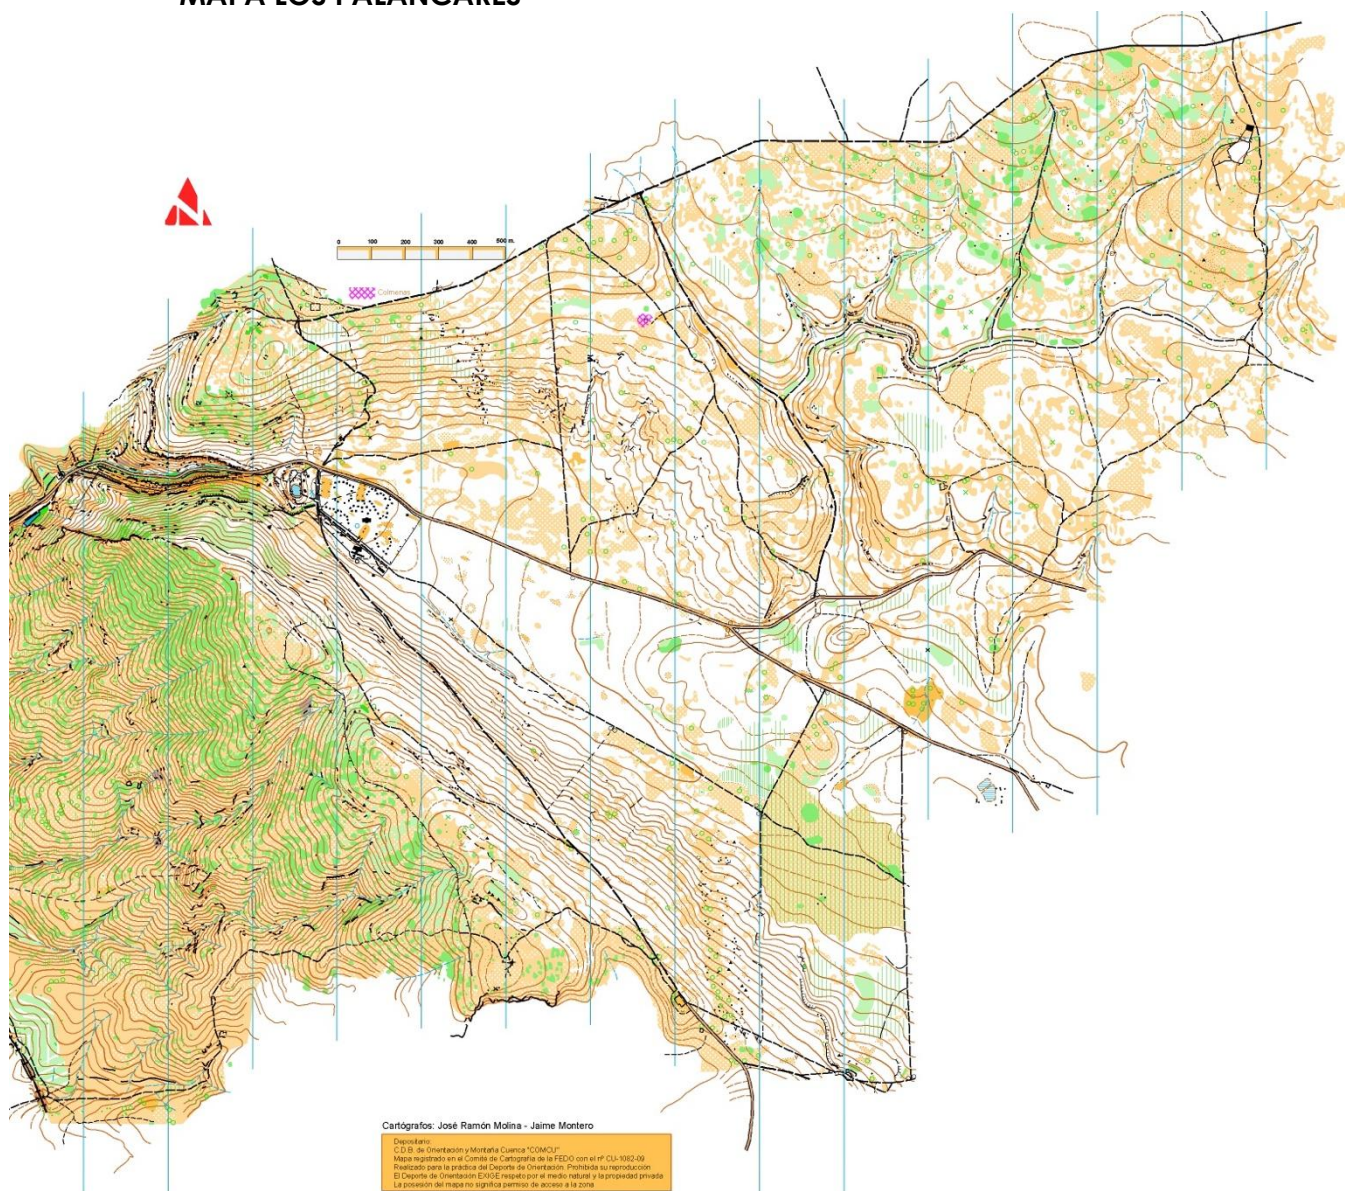 MAPA LOS PALANCARES
0 100 200 300 400 500 m.
Colmenas
Cartógrafos: José Ramón Molina - Jaime Montero
Depositario:
C.D.B. de Orientación y Montaña Cuenca "COMCU"
Mapa registrado en el Comité de Cartografía de la FEDO con el nº CU-1082-09
Realizado para la práctica del Deporte de Orientación. Prohibida su reproducción
El Deporte de Orientación EXIGE respeto por el medio natural y la propiedad privada
La posesión del mapa no significa permiso de acceso a la zona